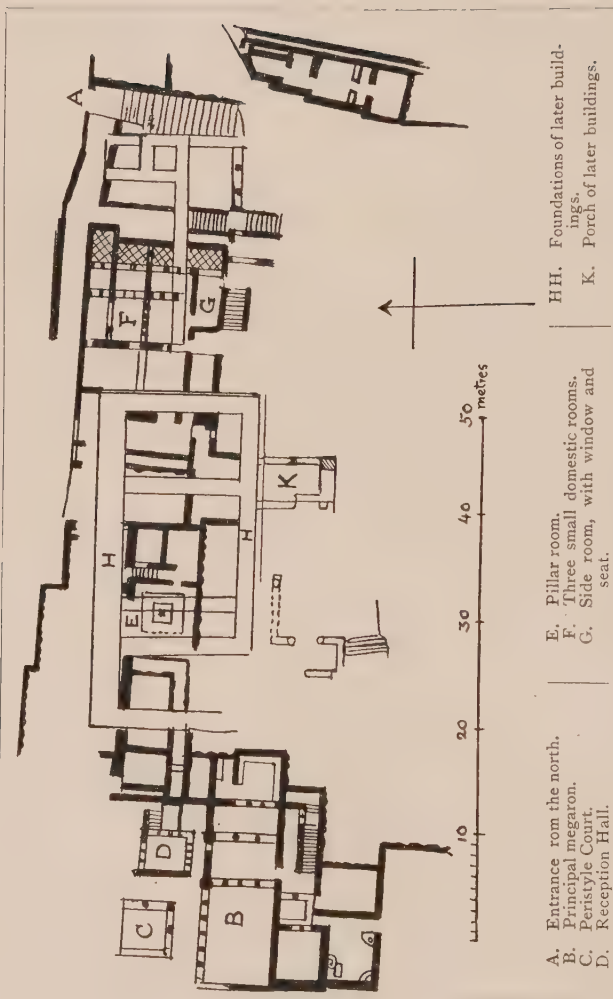 A
F
G
H
E
H
K
D
C
B
10
20
30
40
50
metres
A. Entrance rom the north.
B. Principal megaron.
C. Peristyle Court.
D. Reception Hall.
E. Pillar room.
F. Three small domestic rooms.
G. Side room, with window and
seat.
HH. Foundations of later build-
ings.
K. Porch of later buildings.